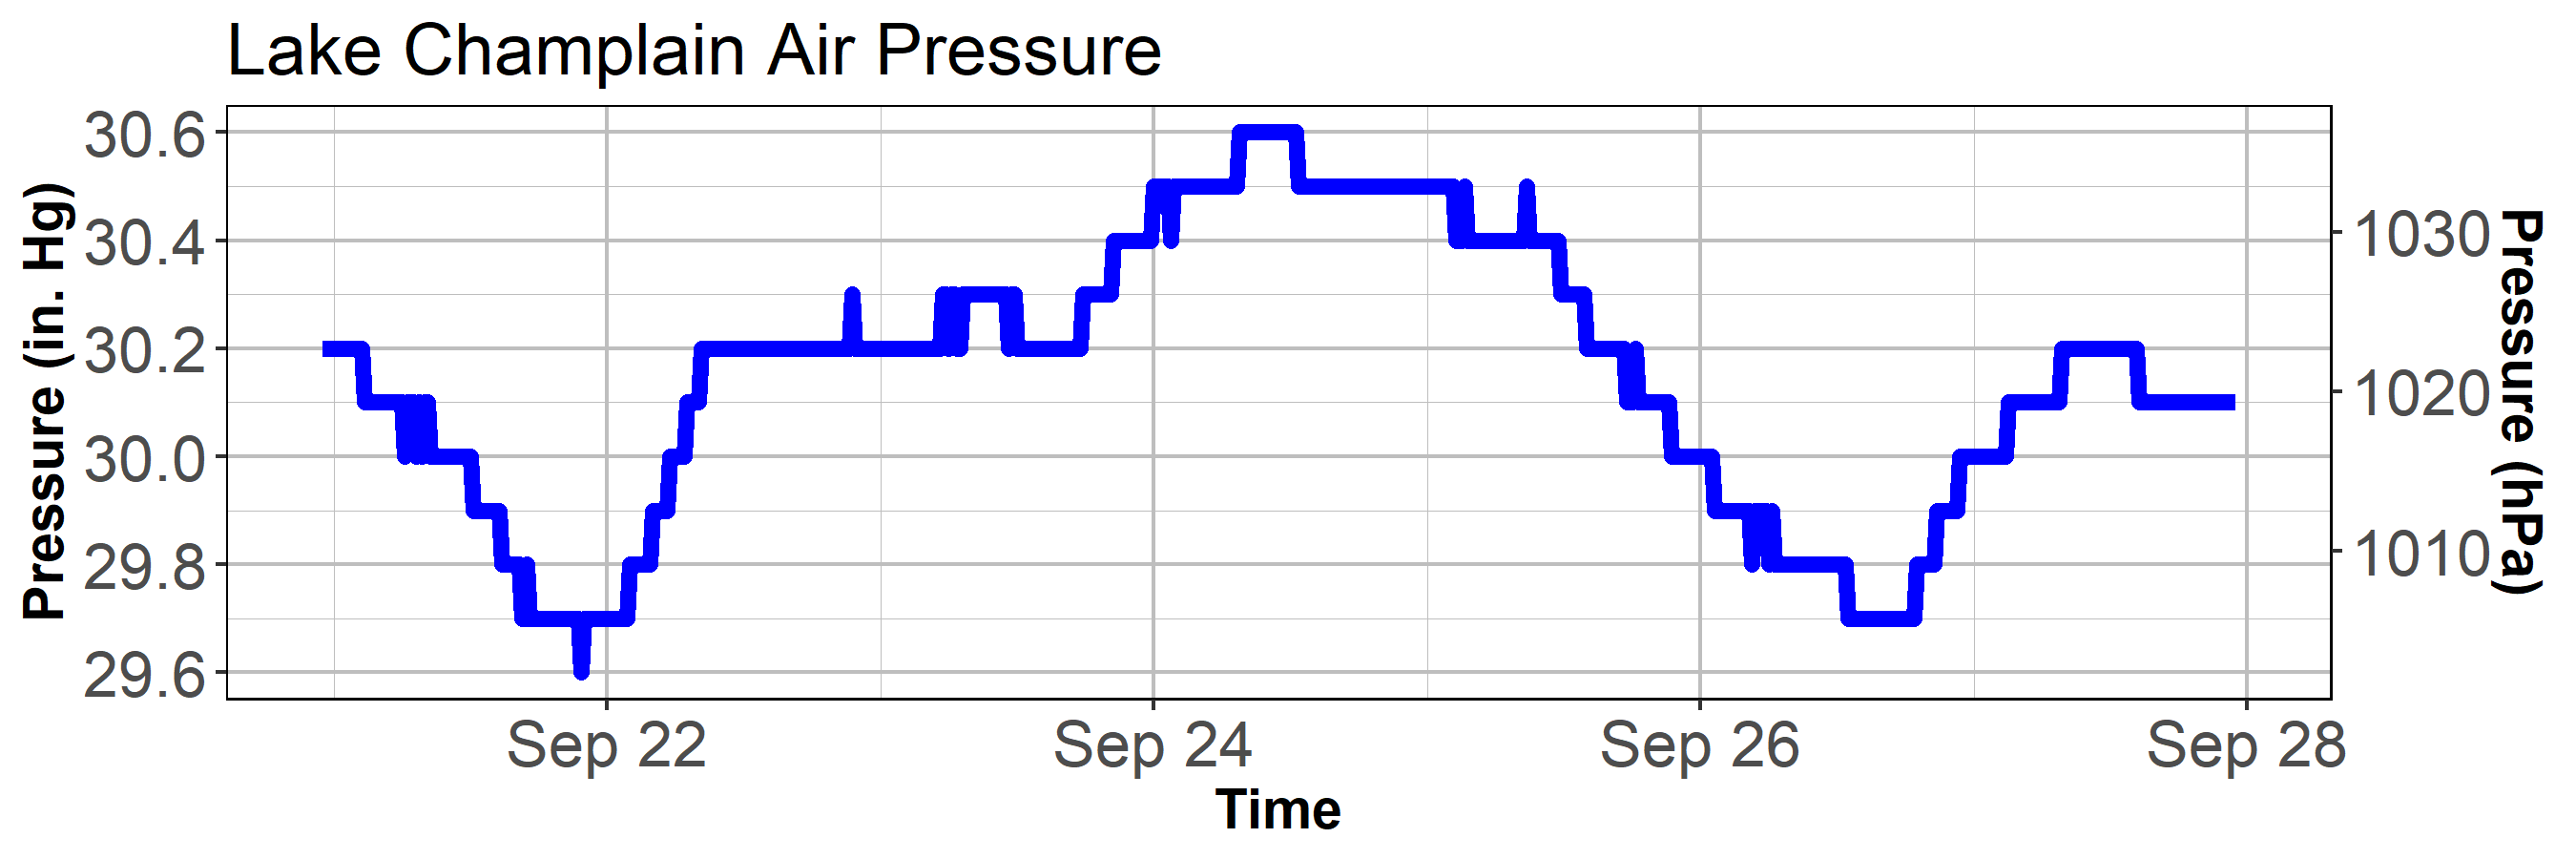 Lake Champlain Air Pressure
30.6
30.4
30.2
30.0
29.8
29.6
Pressure (in. Hg)
1030
1020
1010
Pressure (hPa)
Sep 22 Sep 24 Sep 26 Sep 28
Time